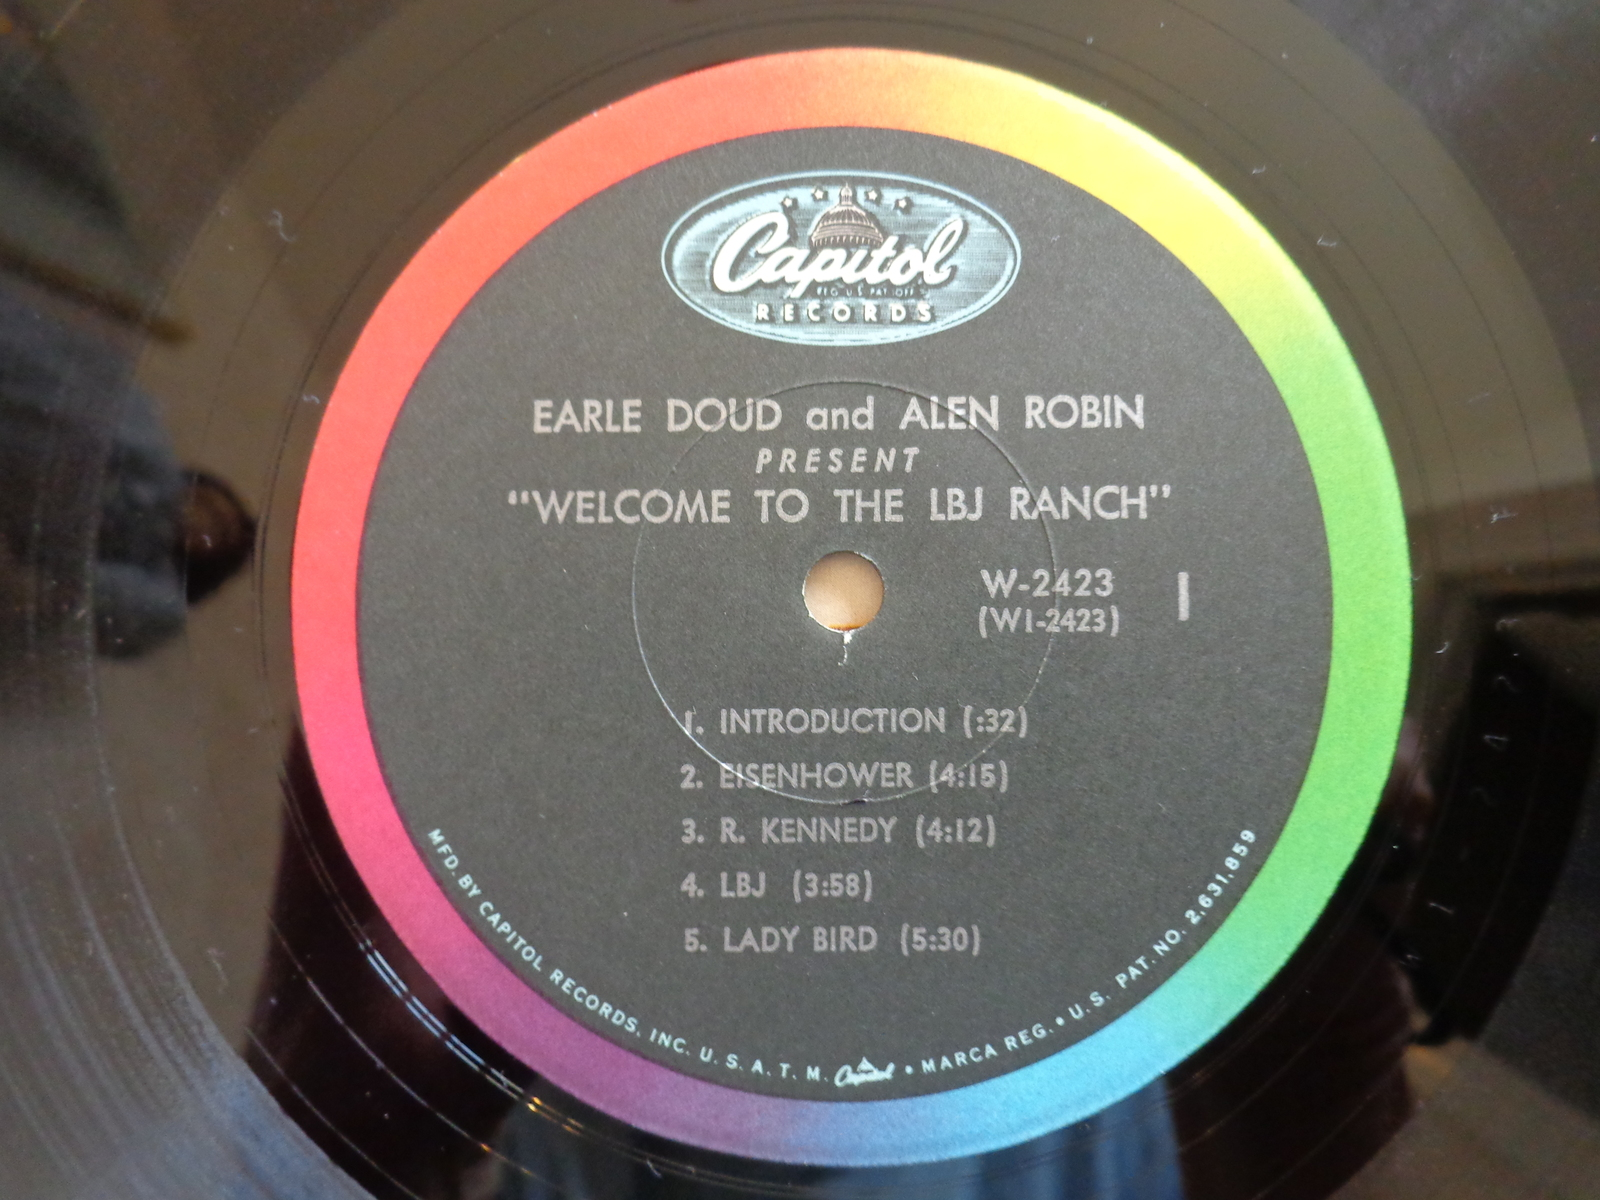 Capitol
REG. U.S. PAT. OFF.
RECORDS
EARLE DOUD and ALEN ROBIN
PRESENT
“WELCOME TO THE LBJ RANCH”
W-2423
(W1-2423)
1
1. INTRODUCTION (:32)
2. EISENHOWER (4:15)
3. R. KENNEDY (4:12)
4. LBJ (3:58)
5. LADY BIRD (5:30)
MFD. BY CAPITOL RECORDS, INC. U. S. A. T. M. Capitol • MARCA REG. • U. S. PAT. NO. 2,631,859